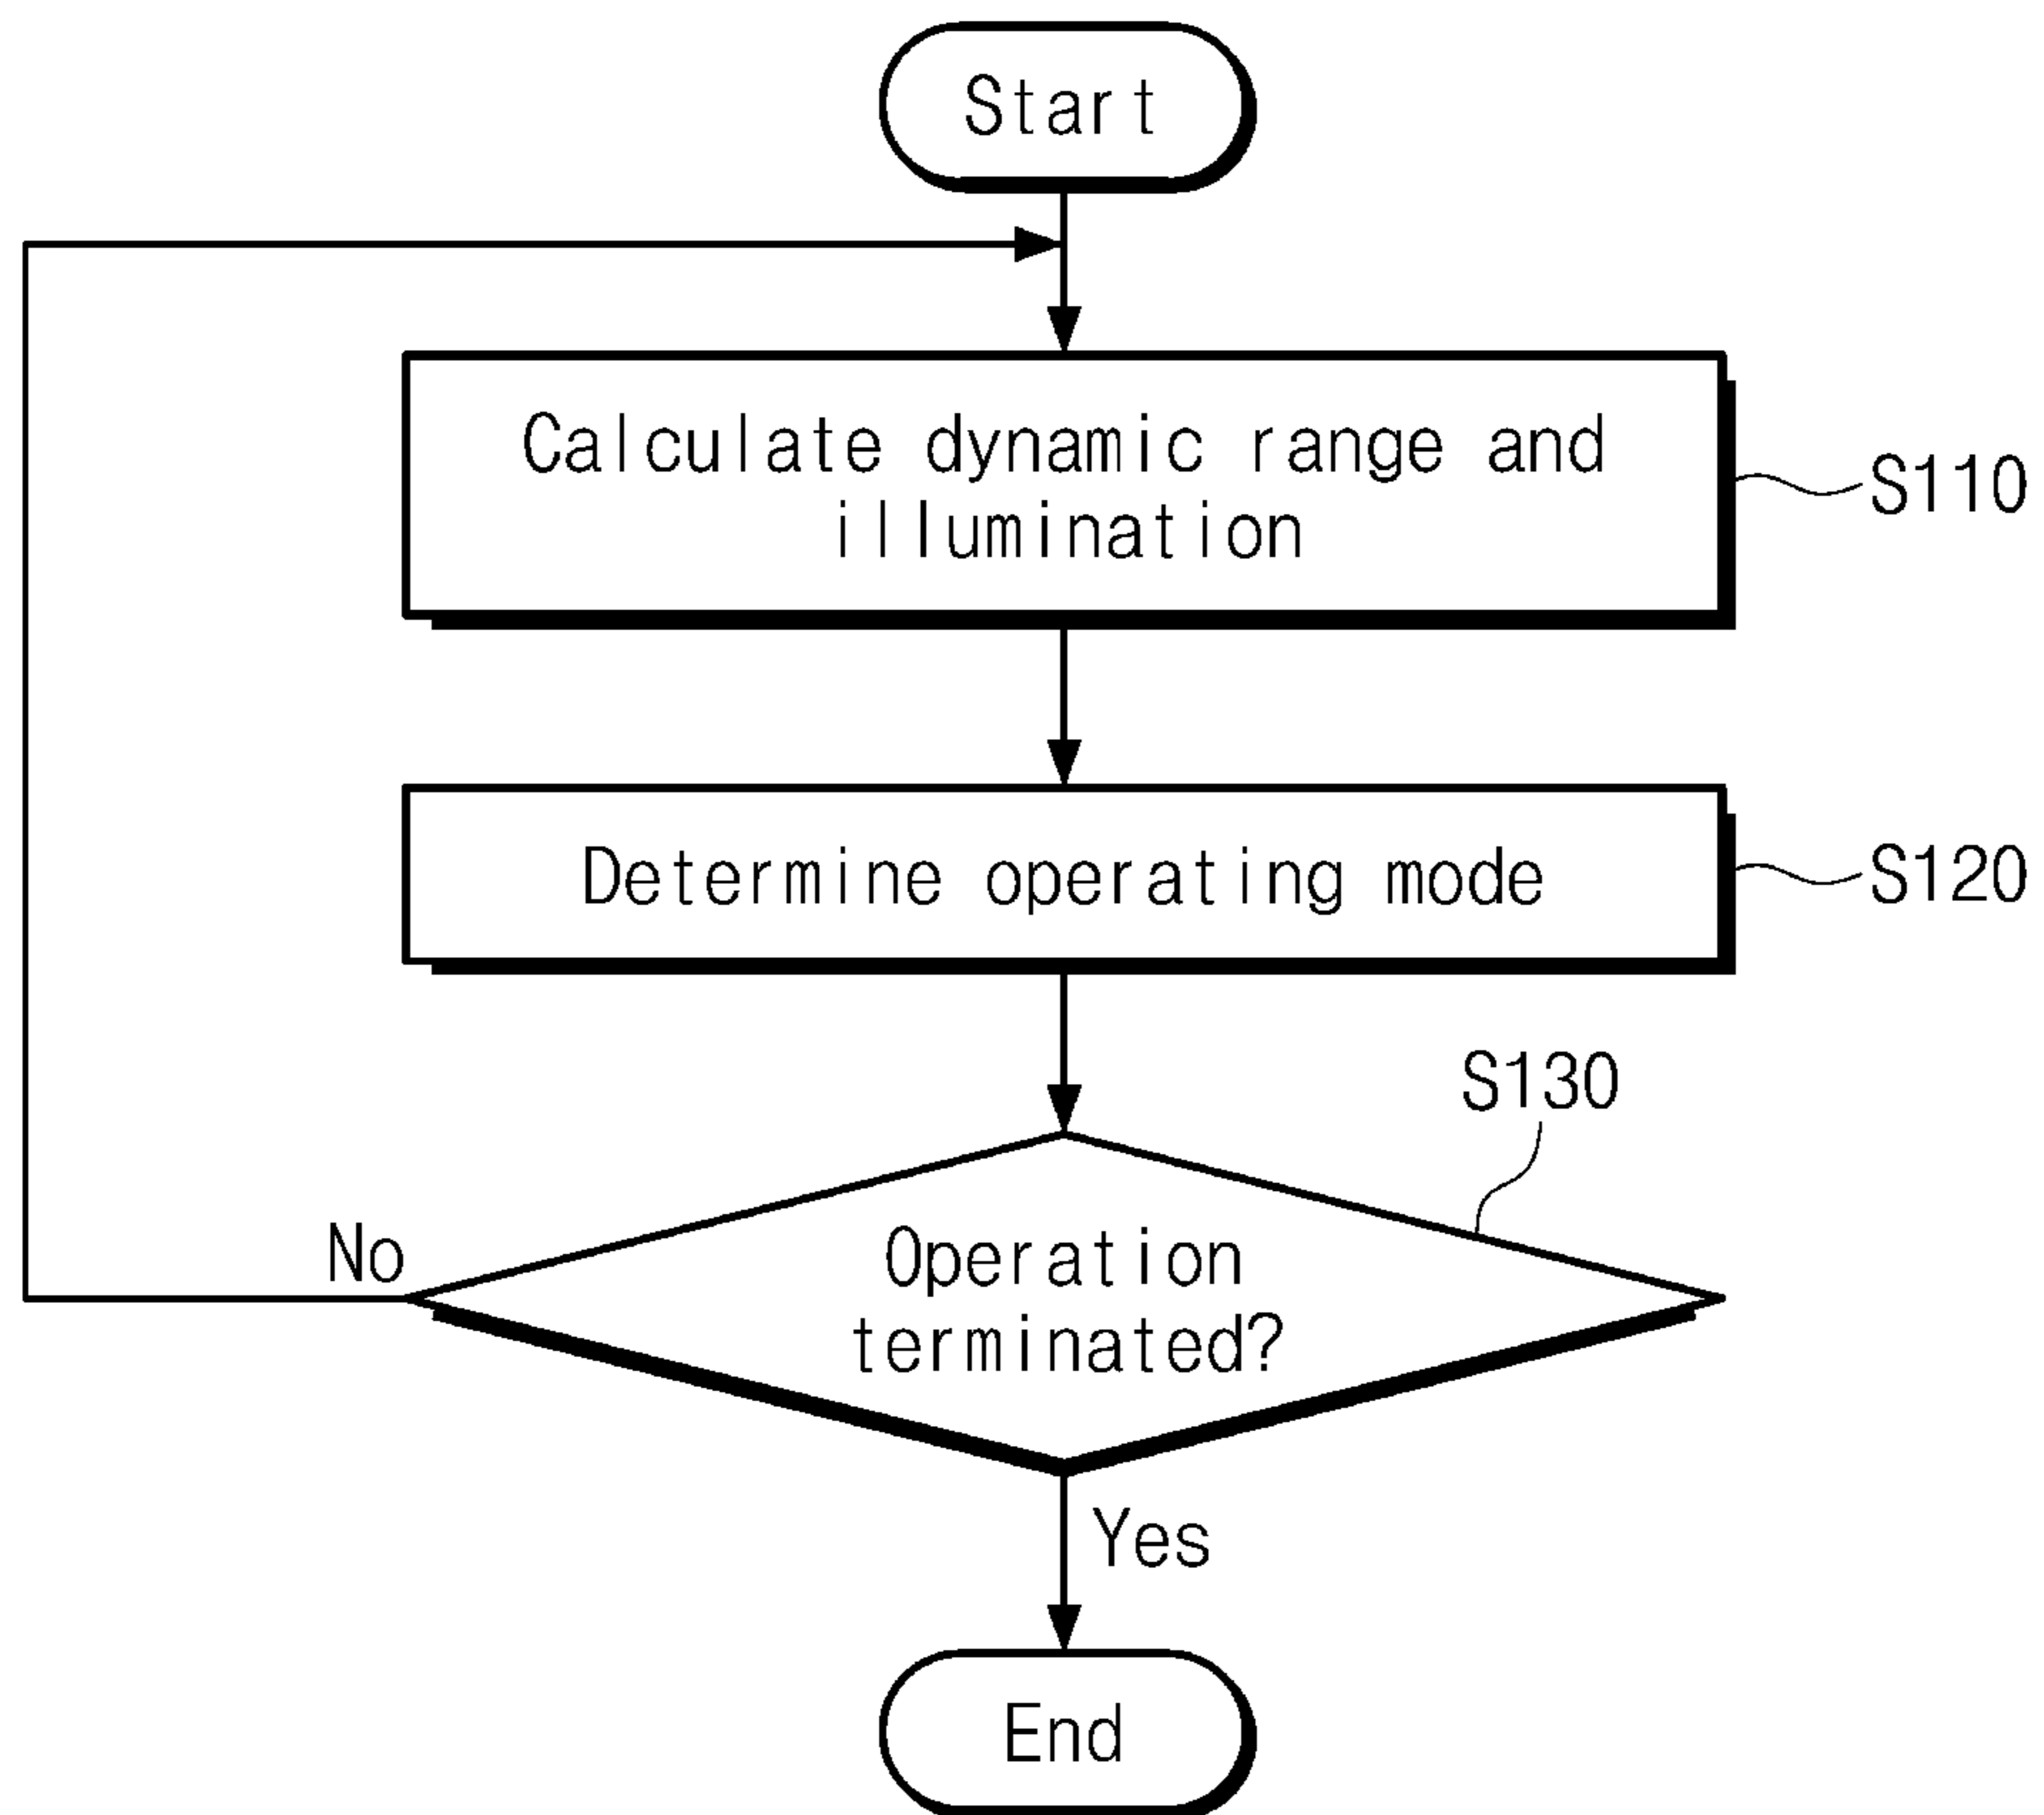 Start
Calculate dynamic range and
illumination
S110
Determine operating mode
S120
S130
Operation
terminated?
No
Yes
End